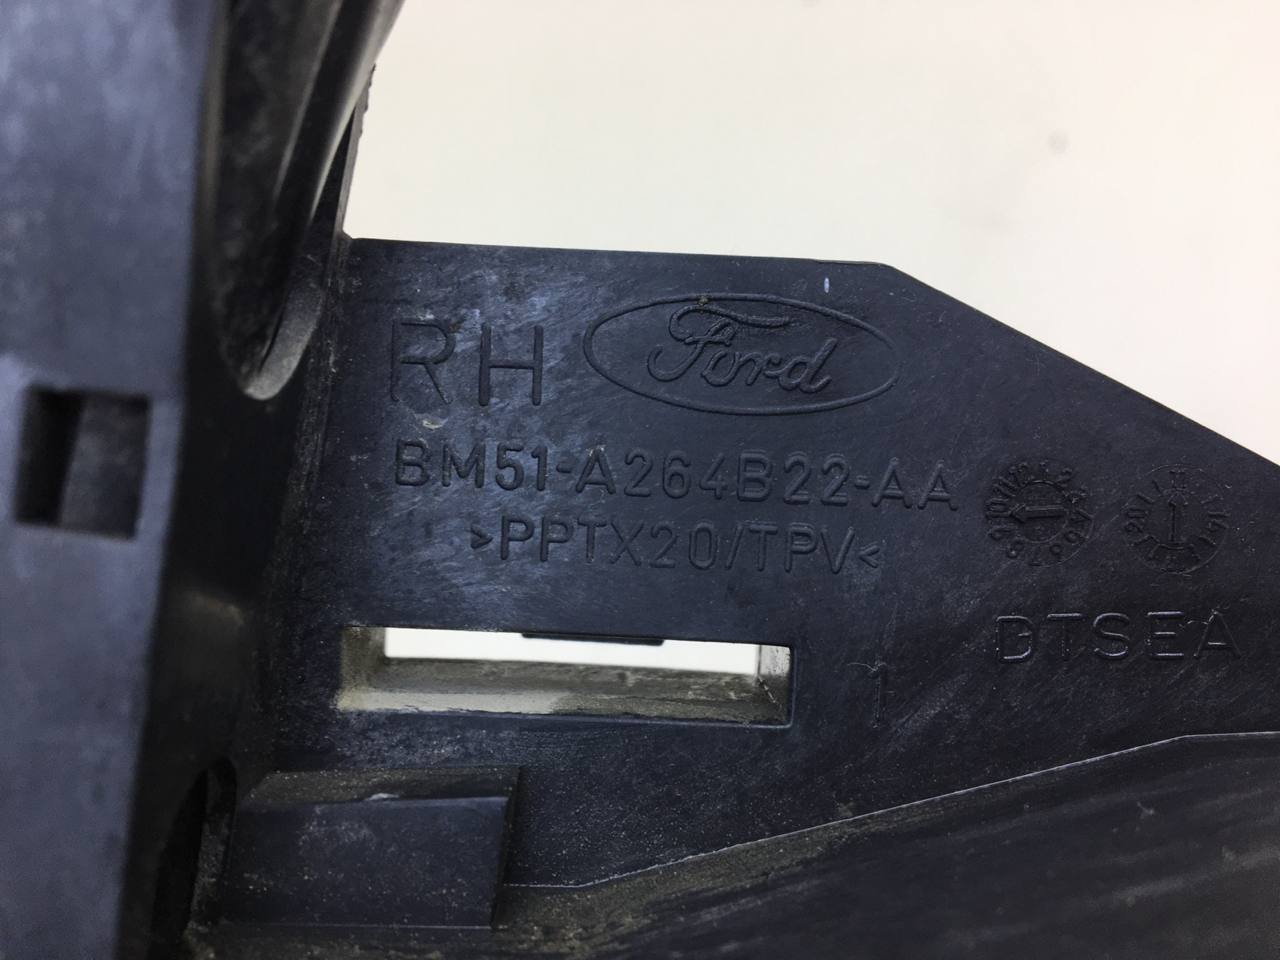 RH Ford
BM51-A264B22-AA
>PPTX20/TPV<
DTSEA
1